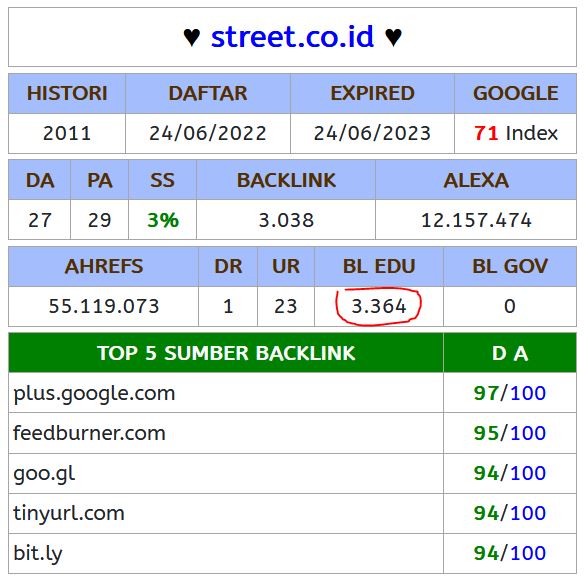 ♥ street.co.id ♥
HISTORI DAFTAR EXPIRED GOOGLE
2011 24/06/2022 24/06/2023 71 Index
DA PA SS BACKLINK ALEXA
27 29 3% 3.038 12.157.474
AHREFS DR UR BL EDU BL GOV
55.119.073 1 23 3.364 0
TOP 5 SUMBER BACKLINK D A
plus.google.com 97/100
feedburner.com 95/100
goo.gl 94/100
tinyurl.com 94/100
bit.ly 94/100